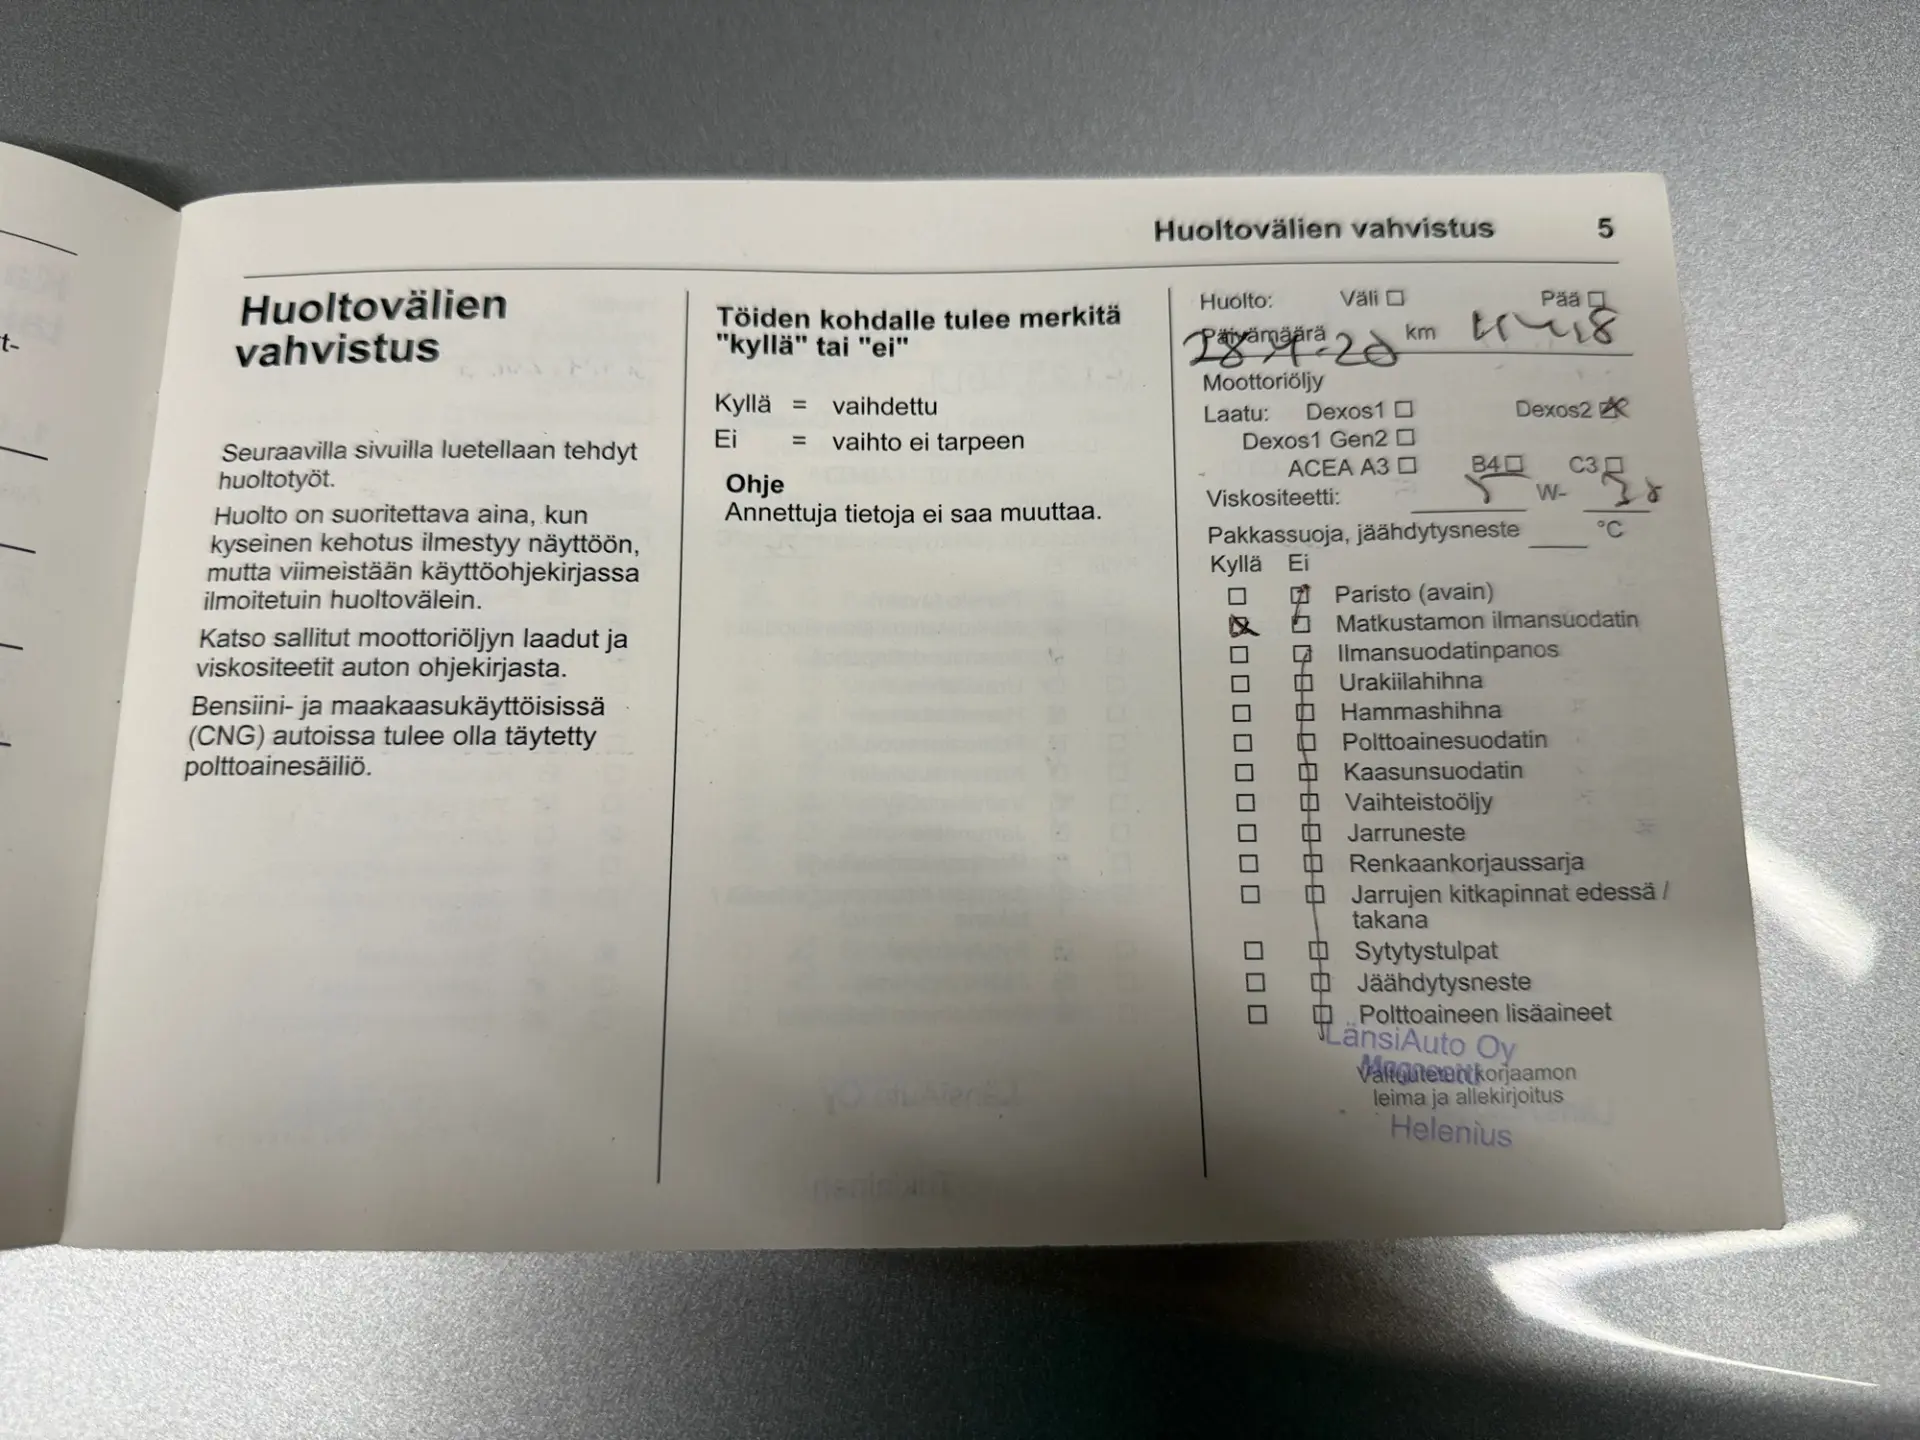 Huoltovälien vahvistus 5
Huoltovälien
vahvistus
Seuraavilla sivuilla luetellaan tehdyt
huoltotyöt.
Huolto on suoritettava aina, kun
kyseinen kehotus ilmestyy näyttöön,
mutta viimeistään käyttöohjekirjassa
ilmoitetuin huoltovälein.
Katso sallitut moottoriöljyn laadut ja
viskositeetit auton ohjekirjasta.
Bensiini- ja maakaasukäyttöisissä
(CNG) autoissa tulee olla täytetty
polttoainesäiliö.
Töiden kohdalle tulee merkitä
"kyllä" tai "ei"
Kyllä = vaihdettu
Ei = vaihto ei tarpeen
Ohje
Annettuja tietoja ei saa muuttaa.
Huolto: Väli Pää
Päivämäärä km
Moottoriöljy
Laatu: Dexos1 Dexos2
Dexos1 Gen2
ACEA A3 B4 C3
Viskositeetti: 5 W- 30
Pakkassuoja, jäähdytysneste °C
Kyllä Ei
Paristo (avain)
Matkustamon ilmansuodatin
Ilmansuodatinpanos
Urakiilahihna
Hammashihna
Polttoainesuodatin
Kaasunsuodatin
Vaihteistoöljy
Jarruneste
Renkaankorjaussarja
Jarrujen kitkapinnat edessä /
takana
Sytytystulpat
Jäähdytysneste
Polttoaineen lisäaineet
LänsiAuto Oy
Valtuutetun korjaamon
leima ja allekirjoitus
Helenius
t-